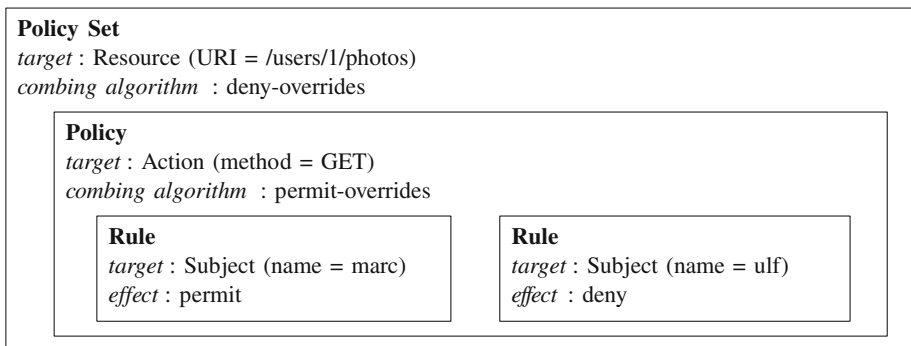 Policy Set
target : Resource (URI = /users/1/photos)
combing algorithm : deny-overrides
Policy
target : Action (method = GET)
combing algorithm : permit-overrides
Rule
target : Subject (name = marc)
effect : permit
Rule
target : Subject (name = ulf)
effect : deny